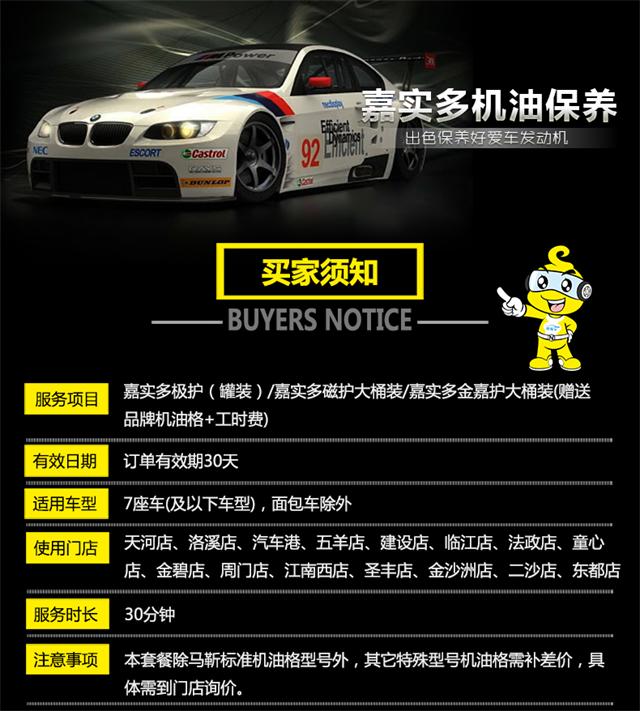 Power
嘉实多机油保养
出色保养好爱车发动机
NEC
ESCORT
Castrol
DUNLOP
92
Efficient
Dynamics
Efficient
Castrol
买家须知
BUYERS NOTICE
服务项目
嘉实多极护（罐装）/嘉实多磁护大桶装/嘉实多金嘉护大桶装(赠送
品牌机油格+工时费)
有效日期
订单有效期30天
适用车型
7座车(及以下车型)，面包车除外
使用门店
天河店、洛溪店、汽车港、五羊店、建设店、临江店、法政店、童心
店、金碧店、周门店、江南西店、圣丰店、金沙洲店、二沙店、东都店
服务时长
30分钟
注意事项
本套餐除马靳标准机油格型号外，其它特殊型号机油格需补差价，具
体需到门店询价。